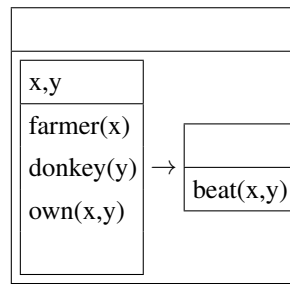 x,y
farmer(x)
donkey(y)
own(x,y)
→
beat(x,y)